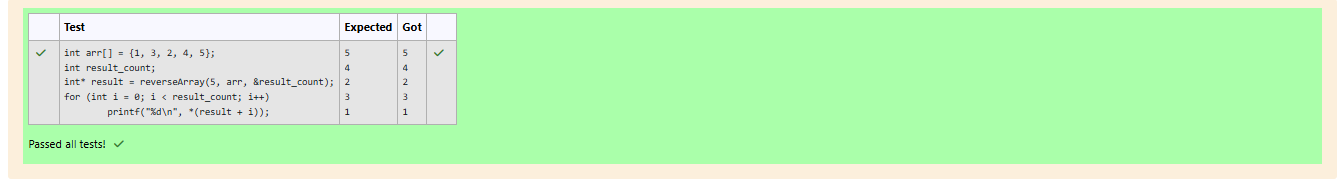 Test Expected Got
int arr[] = {1, 3, 2, 4, 5}; 5 5
int result_count; 4 4
int* result = reverseArray(5, arr, &result_count); 2 2
for (int i = 0; i < result_count; i++) 3 3
printf("%d\n", *(result + i)); 1 1
Passed all tests!